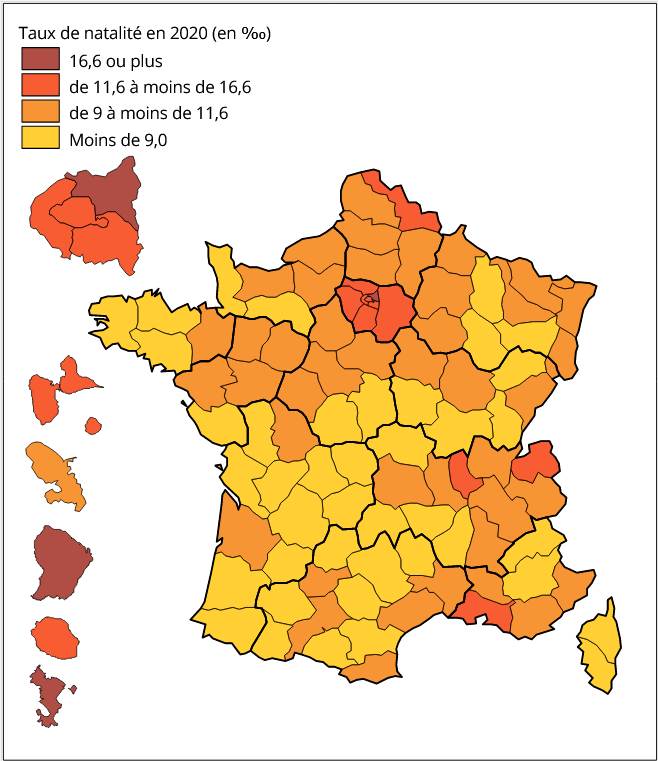 Taux de natalité en 2020 (en ‰)
16,6 ou plus
de 11,6 à moins de 16,6
de 9 à moins de 11,6
Moins de 9,0